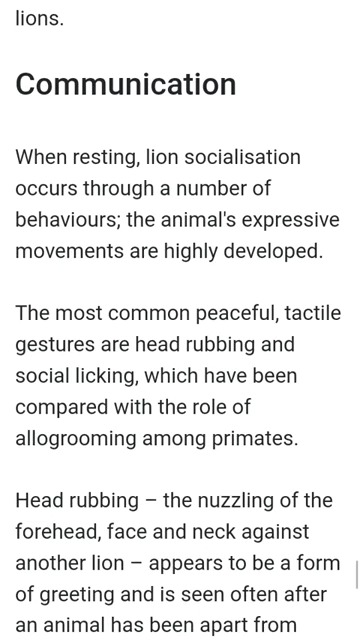 lions.
Communication
When resting, lion socialisation
occurs through a number of
behaviours; the animal's expressive
movements are highly developed.
The most common peaceful, tactile
gestures are head rubbing and
social licking, which have been
compared with the role of
allogrooming among primates.
Head rubbing – the nuzzling of the
forehead, face and neck against
another lion – appears to be a form
of greeting and is seen often after
an animal has been apart from